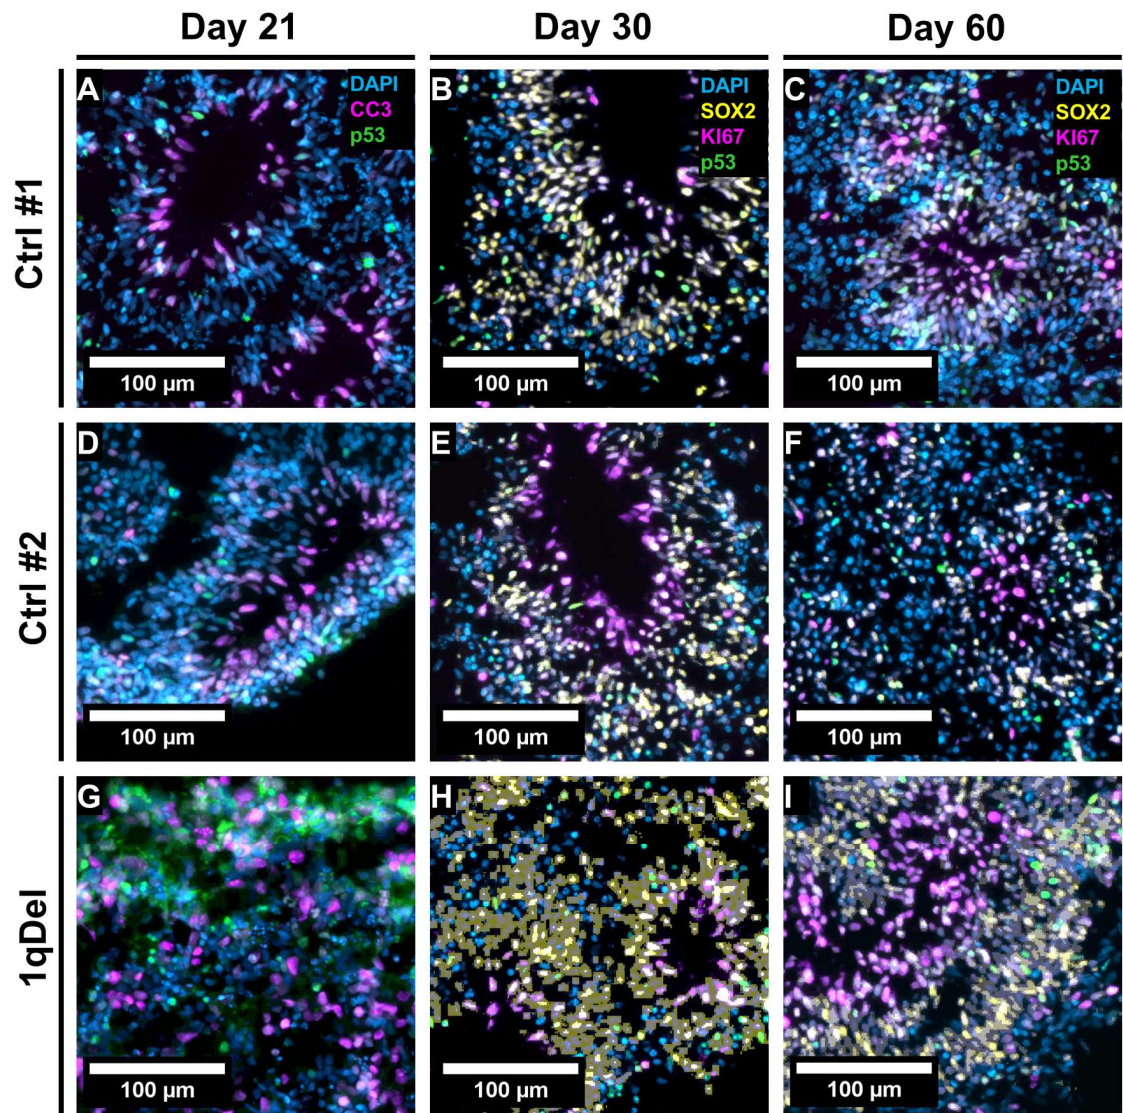 Day 21 Day 30 Day 60
Ctrl #1
A
DAPI
CC3
p53
100 µm
B
DAPI
SOX2
KI67
p53
100 µm
C
DAPI
SOX2
KI67
p53
100 µm
Ctrl #2
D
100 µm
E
100 µm
F
100 µm
1qDel
G
100 µm
H
100 µm
I
100 µm